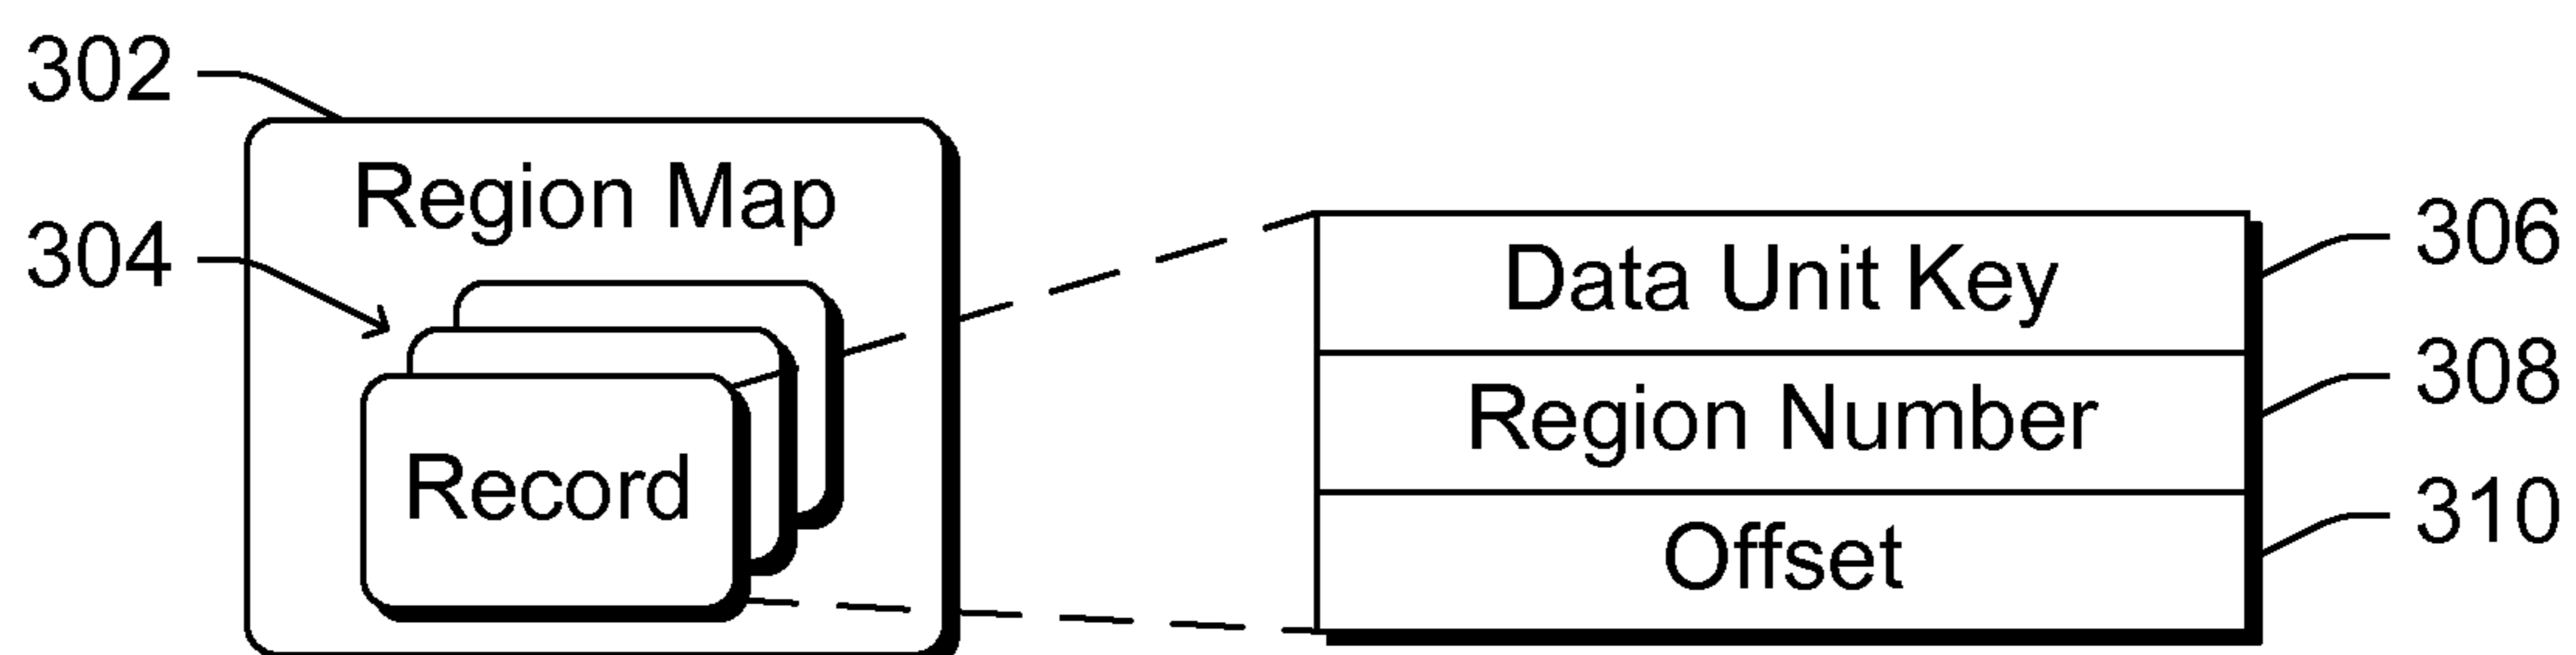 302
Region Map
304
Record
Data Unit Key
306
Region Number
308
Offset
310